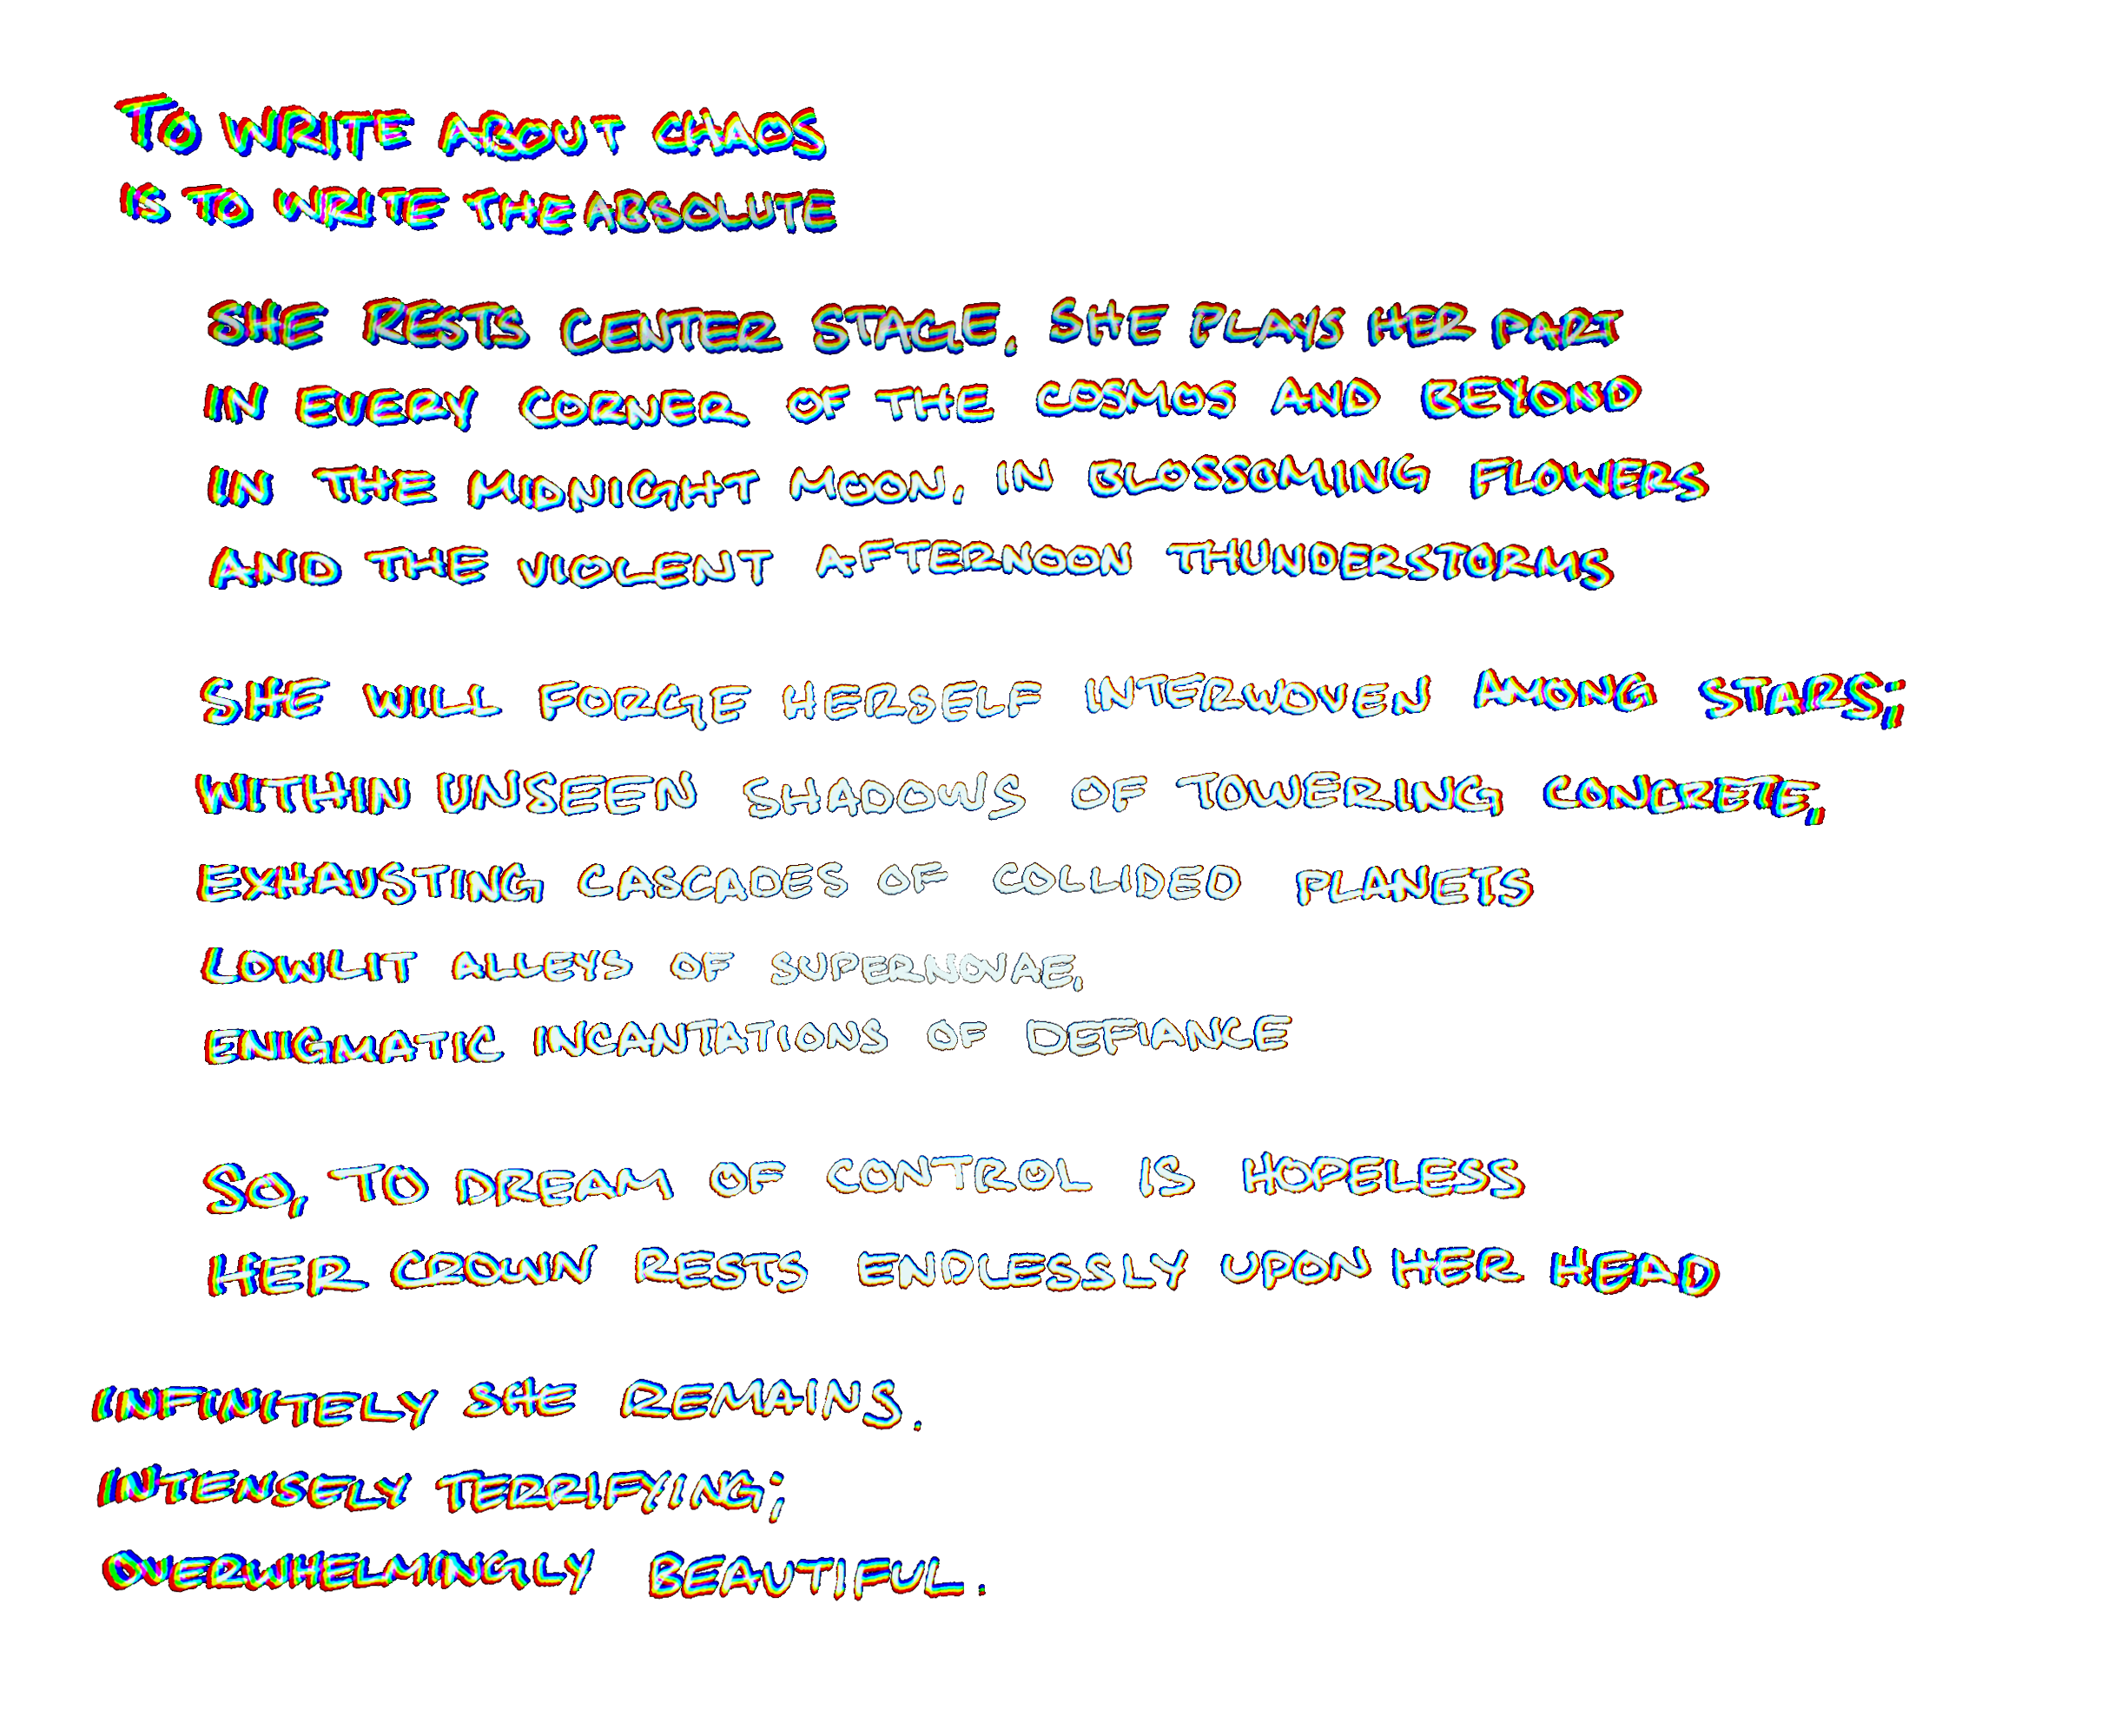 TO WRITE ABOUT CHAOS
IS TO WRITE THE ABSOLUTE
SHE RESTS CENTER STAGE, SHE PLAYS HER PART
IN EVERY CORNER OF THE COSMOS AND BEYOND
IN THE MIDNIGHT MOON, IN BLOSSOMING FLOWERS
AND THE VIOLENT AFTERNOON THUNDERSTORMS
SHE WILL FORGE HERSELF INTERWOVEN AMONG STARS;
WITHIN UNSEEN SHADOWS OF TOWERING CONCRETE,
EXHAUSTING CASCADES OF COLLIDED PLANETS
LOWLIT ALLEYS OF SUPERNOVAE,
ENIGMATIC INCANTATIONS OF DEFIANCE
SO, TO DREAM OF CONTROL IS HOPELESS
HER CROWN RESTS ENDLESSLY UPON HER HEAD
INFINITELY SHE REMAINS.
INTENSELY TERRIFYING;
OVERWHELMINGLY BEAUTIFUL.